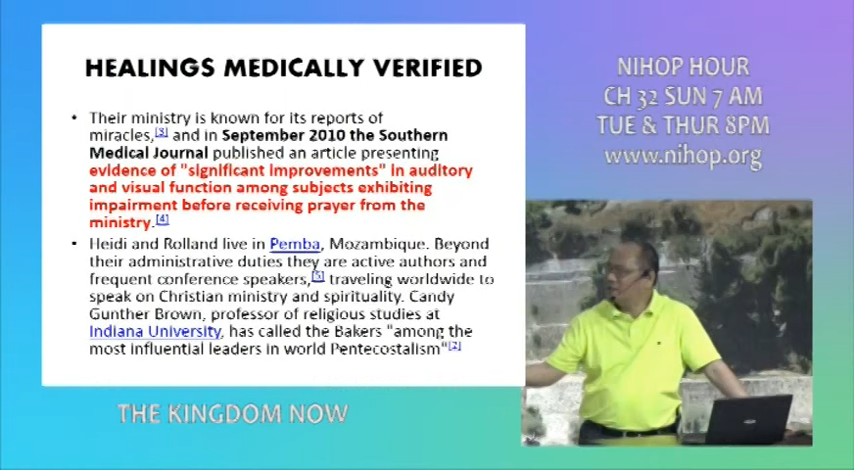 HEALINGS MEDICALLY VERIFIED
• Their ministry is known for its reports of
miracles,[3] and in September 2010 the Southern
Medical Journal published an article presenting
evidence of "significant improvements" in auditory
and visual function among subjects exhibiting
impairment before receiving prayer from the
ministry.[4]
• Heidi and Rolland live in Pemba, Mozambique. Beyond
their administrative duties they are active authors and
frequent conference speakers,[5] traveling worldwide to
speak on Christian ministry and spirituality. Candy
Gunther Brown, professor of religious studies at
Indiana University, has called the Bakers "among the
most influential leaders in world Pentecostalism"[2]
NIHOP HOUR
CH 32 SUN 7 AM
TUE & THUR 8PM
www.nihop.org
THE KINGDOM NOW